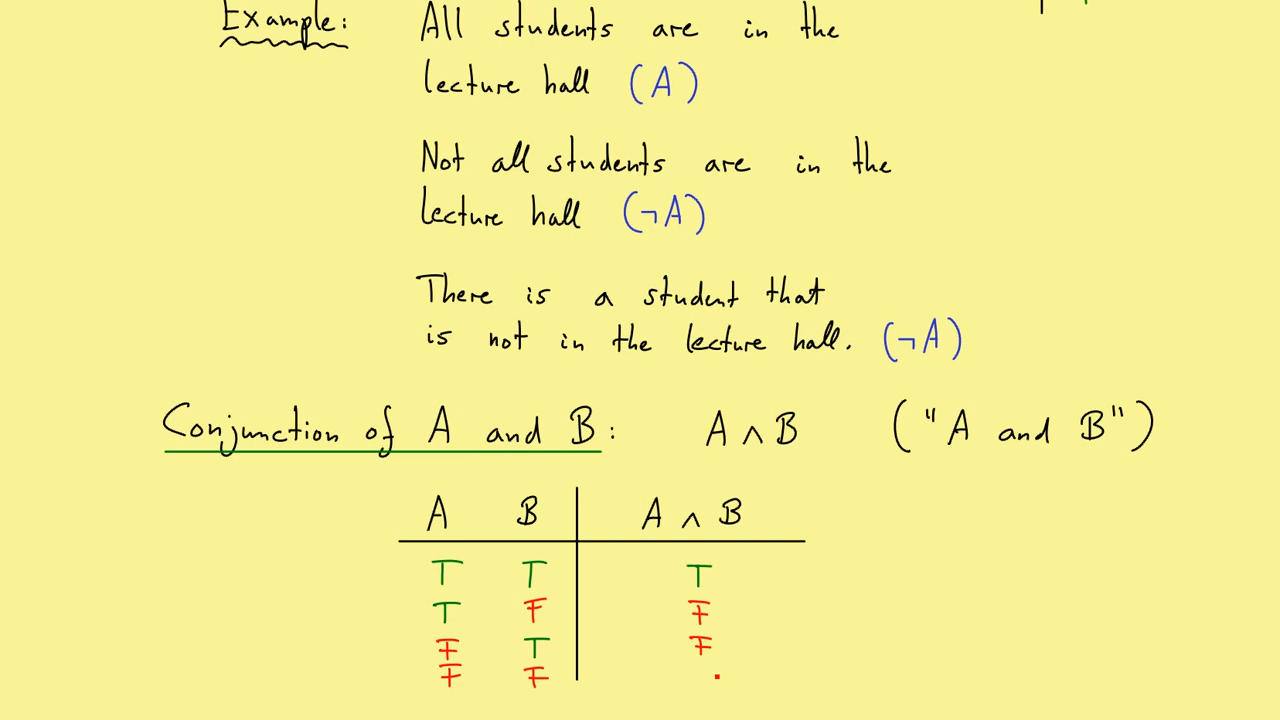 Example: All students are in the
lecture hall (A)
Not all students are in the
lecture hall (¬A)
There is a student that
is not in the lecture hall. (¬A)
Conjunction of A and B: A ∧ B ("A and B")
A B A ∧ B
T T T
T F F
F T F
F F